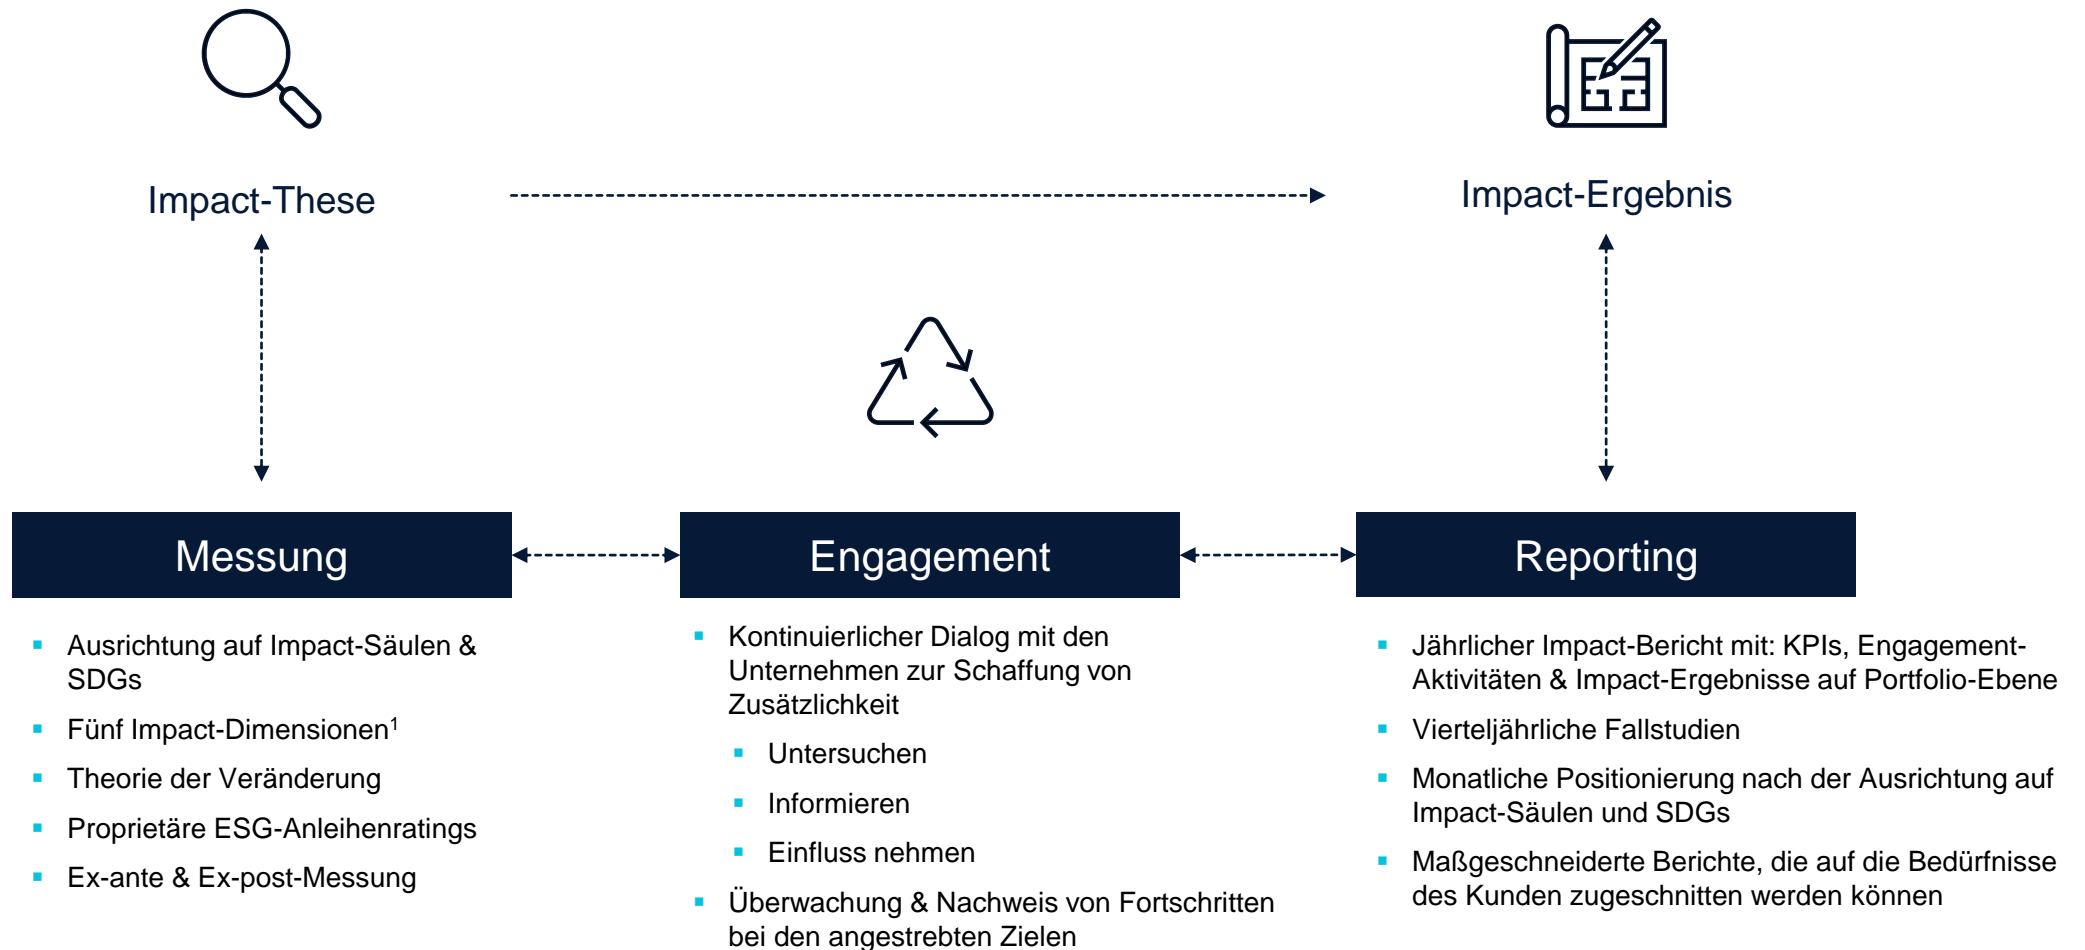 Impact-These
Impact-Ergebnis
Messung
Engagement
Reporting
Ausrichtung auf Impact-Säulen &
SDGs
Fünf Impact-Dimensionen¹
Theorie der Veränderung
Proprietäre ESG-Anleihenratings
Ex-ante & Ex-post-Messung
Kontinuierlicher Dialog mit den
Unternehmen zur Schaffung von
Zusätzlichkeit
Untersuchen
Informieren
Einfluss nehmen
Überwachung & Nachweis von Fortschritten
bei den angestrebten Zielen
Jährlicher Impact-Bericht mit: KPIs, Engagement-
Aktivitäten & Impact-Ergebnisse auf Portfolio-Ebene
Vierteljährliche Fallstudien
Monatliche Positionierung nach der Ausrichtung auf
Impact-Säulen und SDGs
Maßgeschneiderte Berichte, die auf die Bedürfnisse
des Kunden zugeschnitten werden können